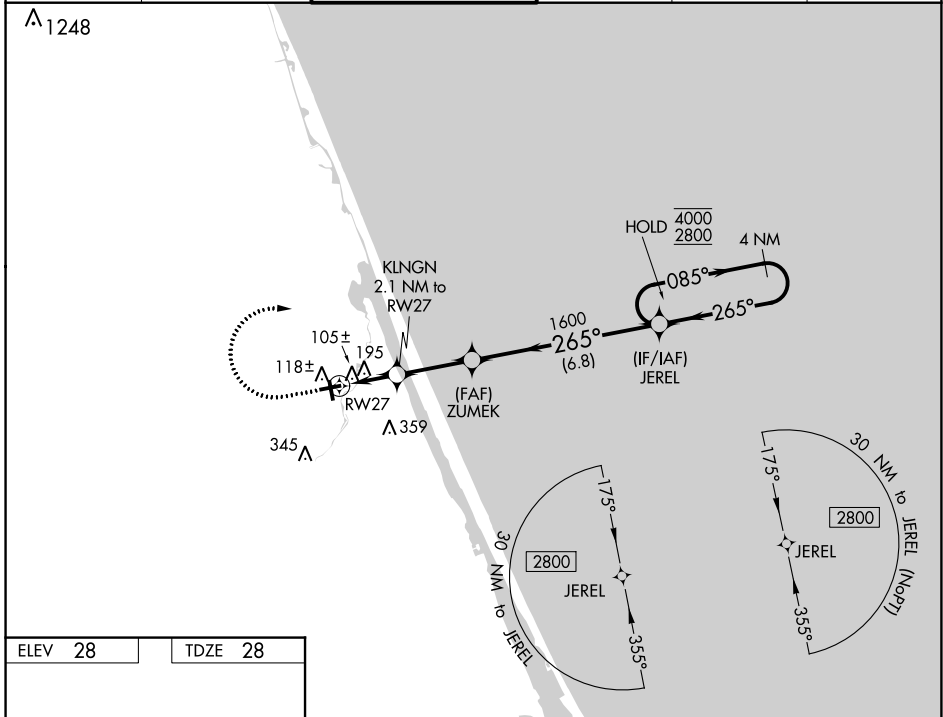 1248
HOLD 4000
2800
4 NM
085°
265°
KLNGN
2.1 NM to
RW27
1600
265°
(6.8)
(IF/IAF)
JEREL
105±
195
118±
RW27
(FAF)
ZUMEK
359
345
175°
30 NM to JEREL (NoPT)
2800
JEREL
355°
175°
30 NM to JEREL
2800
JEREL
355°
ELEV 28
TDZE 28